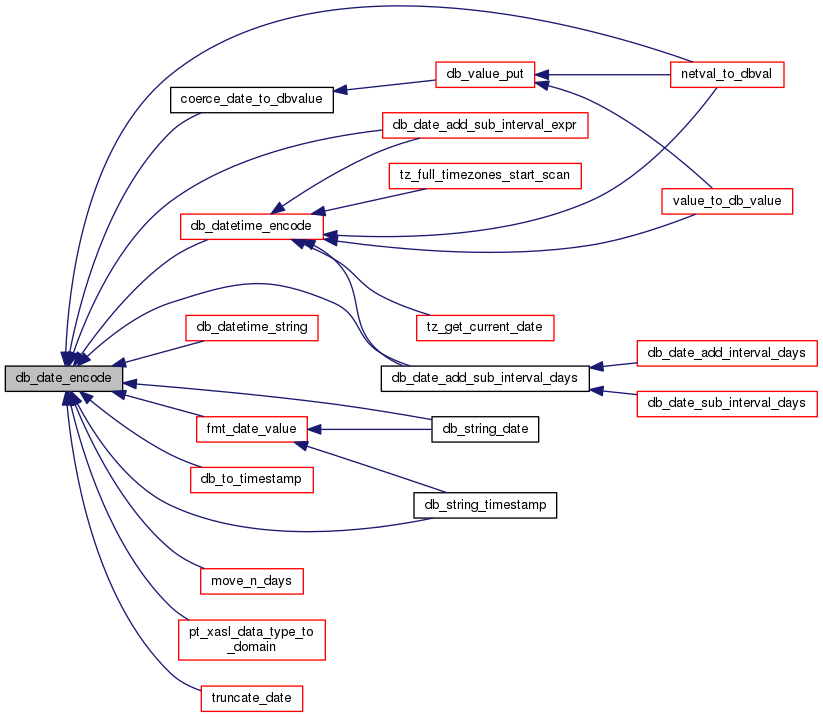 db_value_put
netval_to_dbval
coerce_date_to_dbvalue
db_date_add_sub_interval_expr
tz_full_timezones_start_scan
value_to_db_value
db_datetime_encode
db_datetime_string
tz_get_current_date
db_date_add_interval_days
db_date_encode
db_date_add_sub_interval_days
db_date_sub_interval_days
fmt_date_value
db_string_date
db_to_timestamp
db_string_timestamp
move_n_days
pt_xasl_data_type_to
_domain
truncate_date